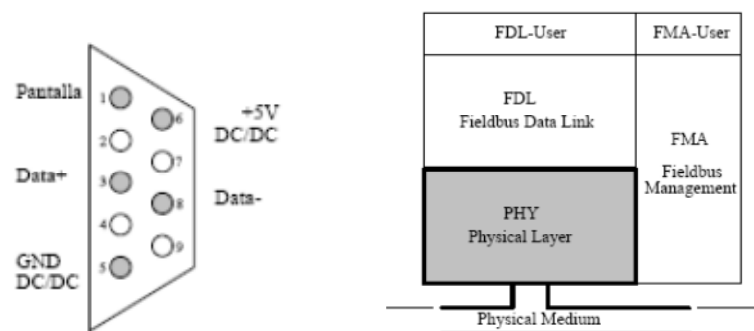 Pantalla
1
6
+5V
DC/DC
2
7
Data+
3
8
Data-
4
9
GND
DC/DC
5
FDL-User
FMA-User
FDL
Fieldbus Data Link
FMA
Fieldbus
Management
PHY
Physical Layer
Physical Medium